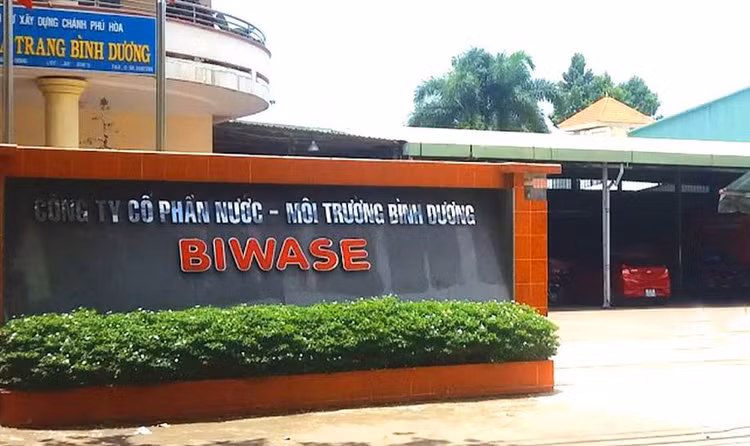 XÂY DỰNG CHÁNH PHÚ HÒA
TRANG BÌNH DƯƠNG
CÔNG TY CỔ PHẦN NƯỚC - MÔI TRƯỜNG BÌNH DƯƠNG
BIWASE